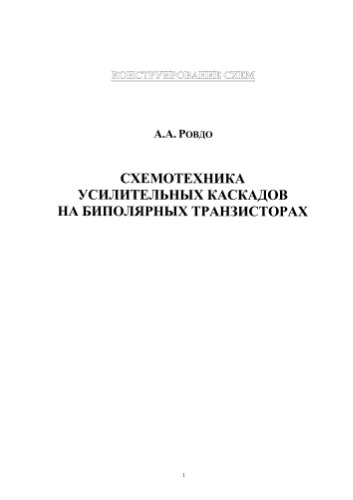 КОНСТРУИРОВАНИЕ СХЕМ
А.А. РОВДО
СХЕМОТЕХНИКА
УСИЛИТЕЛЬНЫХ КАСКАДОВ
НА БИПОЛЯРНЫХ ТРАНЗИСТОРАХ
1